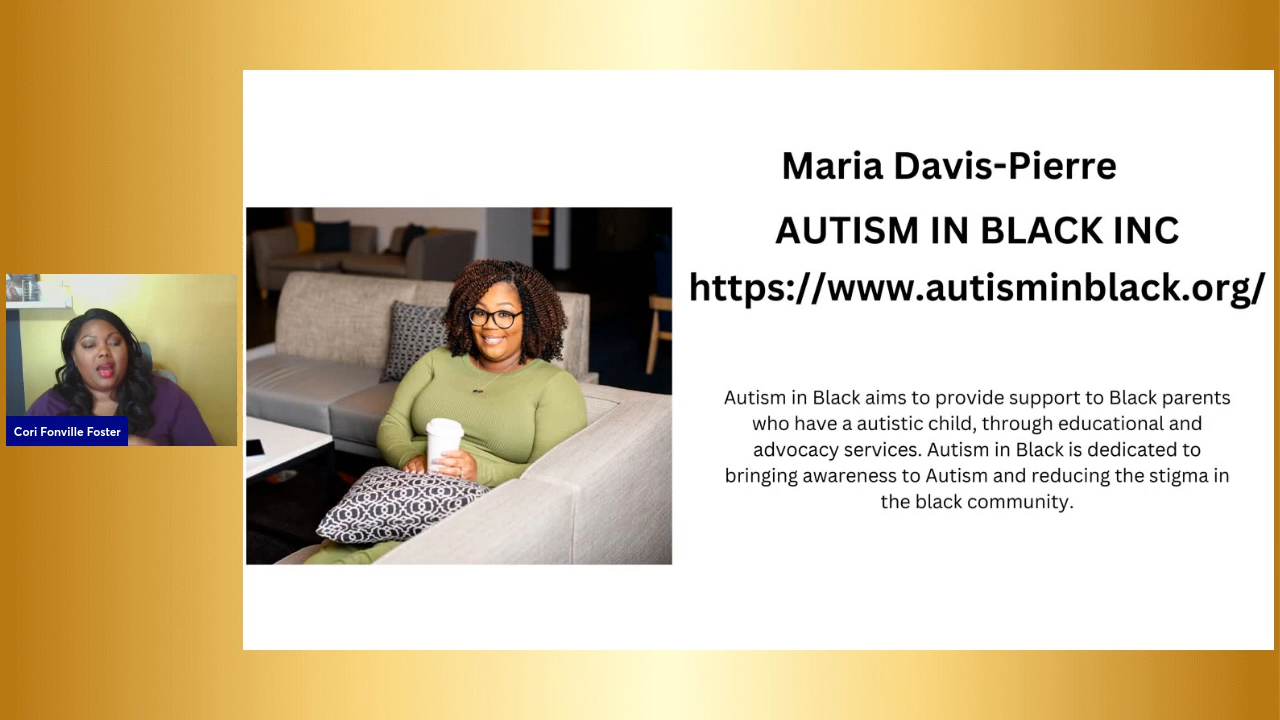 Maria Davis-Pierre
AUTISM IN BLACK INC
https://www.autisminblack.org/
Autism in Black aims to provide support to Black parents
who have a autistic child, through educational and
advocacy services. Autism in Black is dedicated to
bringing awareness to Autism and reducing the stigma in
the black community.
Cori Fonville Foster